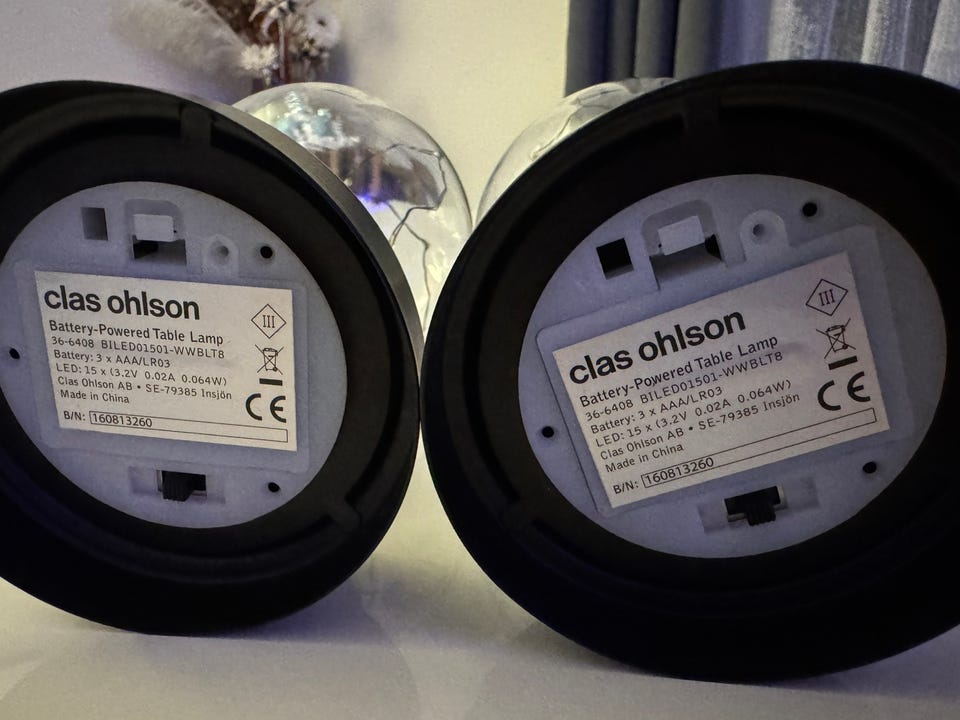 clas ohlson
Battery-Powered Table Lamp
36-6408 BILED01501-WWBLT8
Battery: 3 x AAA/LR03
LED: 15 x (3.2V 0.02A 0.064W)
Clas Ohlson AB • SE-79385 Insjön
Made in China
B/N: 160813260
III
CE
clas ohlson
Battery-Powered Table Lamp
36-6408 BILED01501-WWBLT8
Battery: 3 x AAA/LR03
LED: 15 x (3.2V 0.02A 0.064W)
Clas Ohlson AB • SE-79385 Insjön
Made in China
B/N: 160813260
III
CE